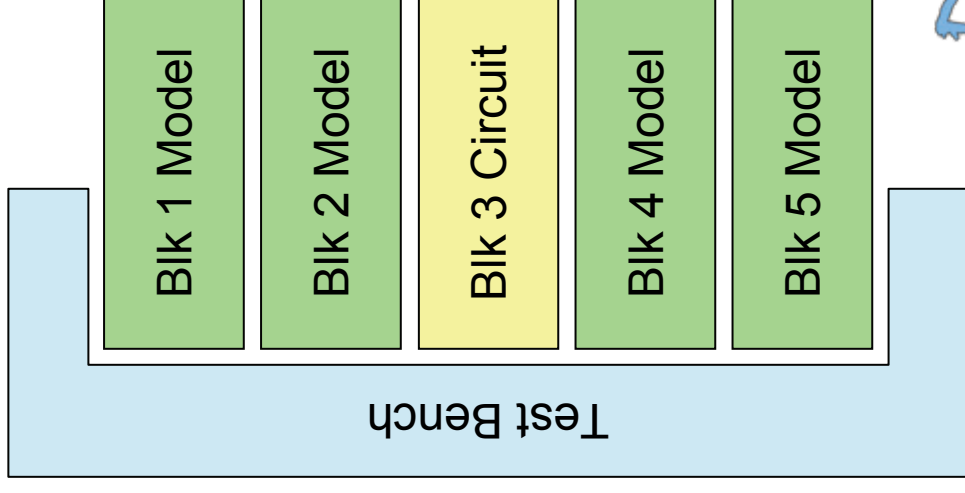 Blk 1 Model
Blk 2 Model
Blk 3 Circuit
Blk 4 Model
Blk 5 Model
Test Bench